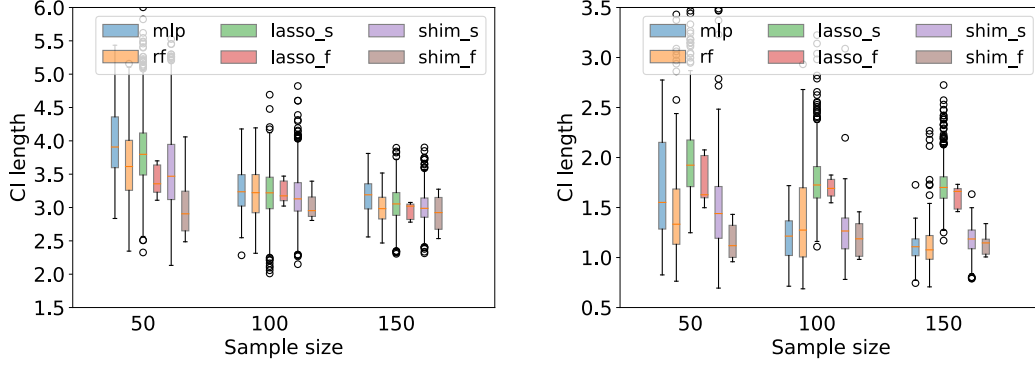 6.0
5.5
5.0
4.5
4.0
3.5
3.0
2.5
2.0
1.5
CI length
mlp
rf
lasso_s
lasso_f
shim_s
shim_f
50
100
150
Sample size
3.5
3.0
2.5
2.0
1.5
1.0
0.5
CI length
mlp
rf
lasso_s
lasso_f
shim_s
shim_f
50
100
150
Sample size